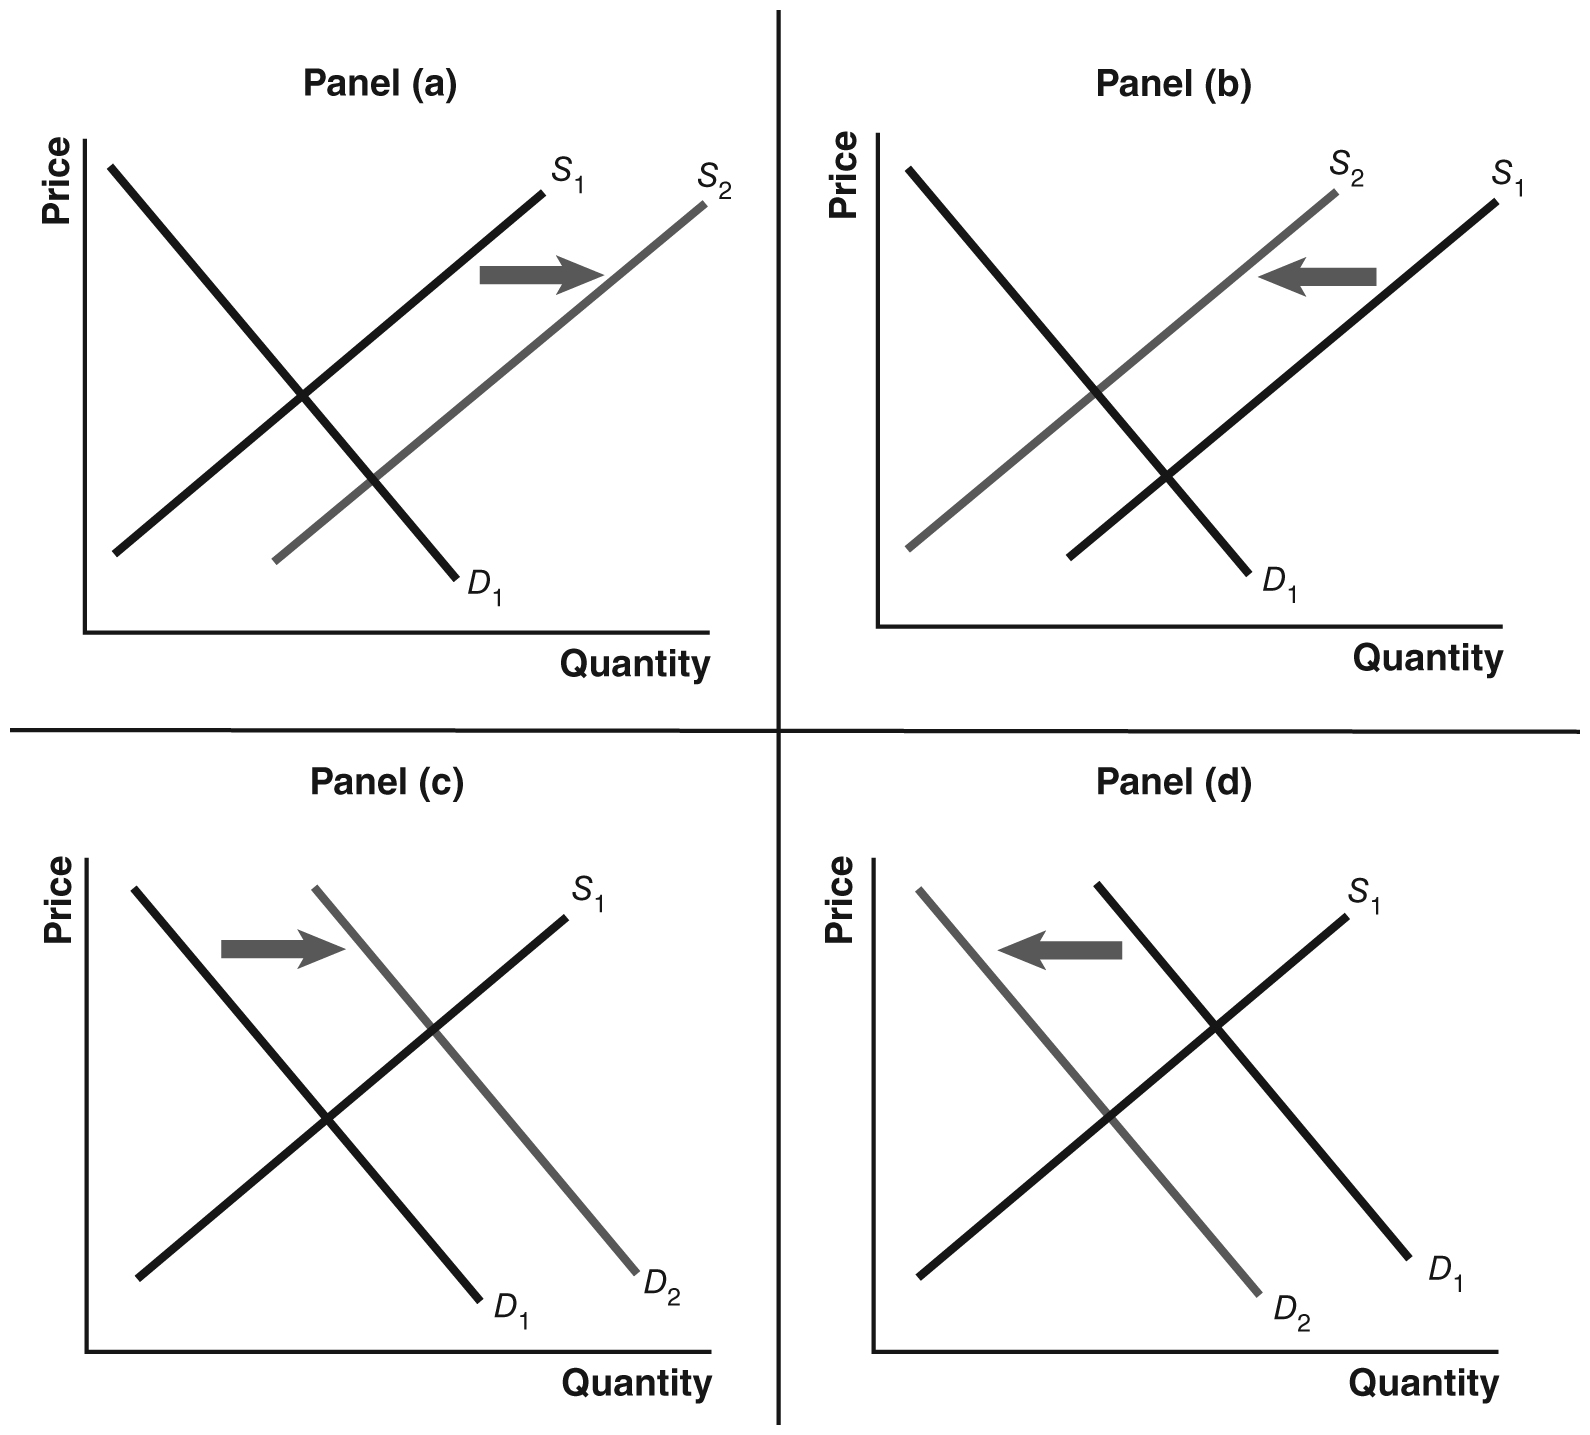 Panel (a)
Price
S1
S2
D1
Quantity
Panel (b)
Price
S2
S1
D1
Quantity
Panel (c)
Price
S1
D2
D1
Quantity
Panel (d)
Price
S1
D1
D2
Quantity